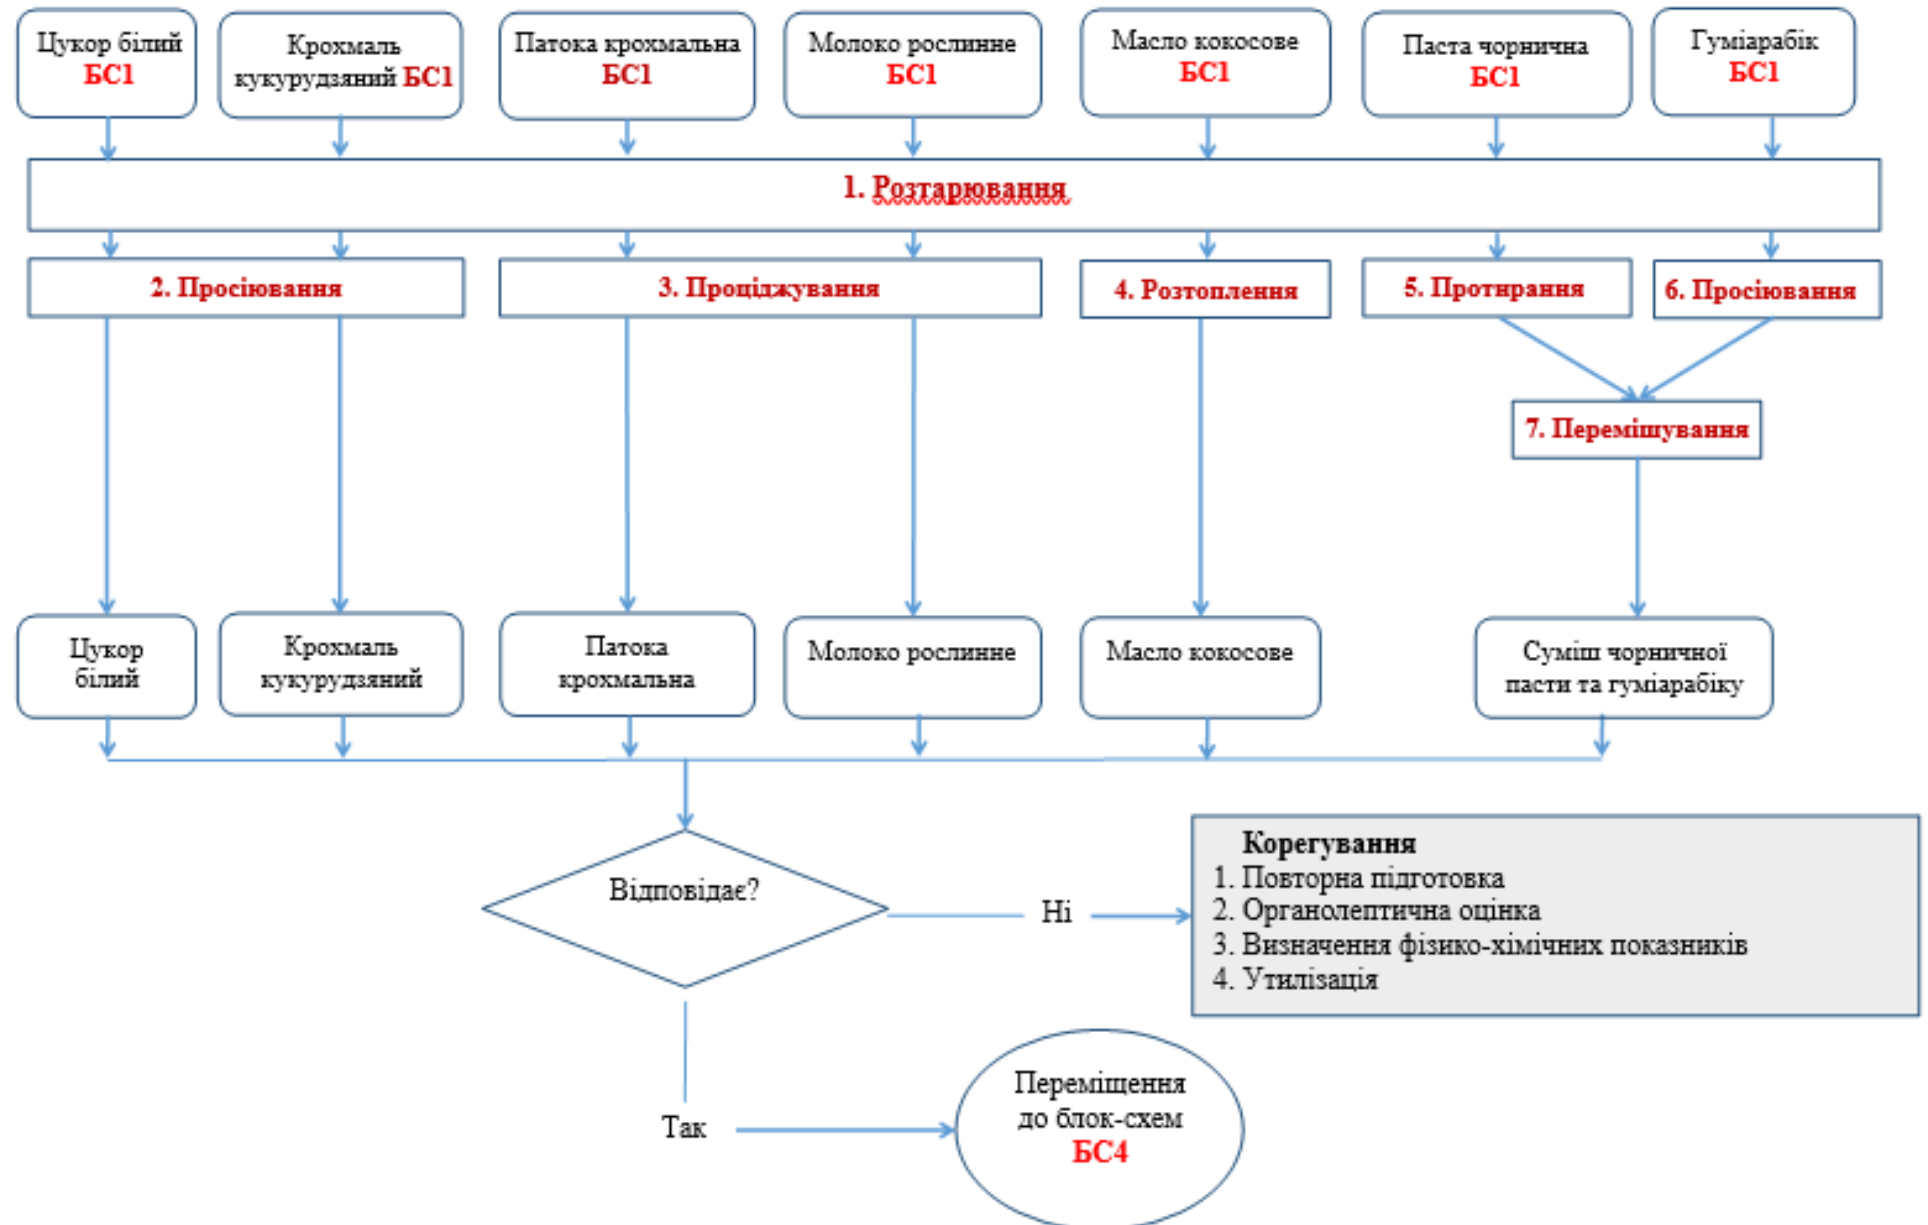 Цукор білий
БС1
Крохмаль
кукурудзяний БС1
Патока крохмальна
БС1
Молоко рослинне
БС1
Масло кокосове
БС1
Паста чорнична
БС1
Гуміарабік
БС1
1. Розтарювання
2. Просіювання
3. Проціджування
4. Розтоплення
5. Протирання
6. Просіювання
7. Перемішування
Цукор
білий
Крохмаль
кукурудзяний
Патока
крохмальна
Молоко рослинне
Масло кокосове
Суміш чорничної
пасти та гуміарабіку
Відповідає?
Ні
Корегування
1. Повторна підготовка
2. Органолептична оцінка
3. Визначення фізико-хімічних показників
4. Утилізація
Так
Переміщення
до блок-схем
БС4